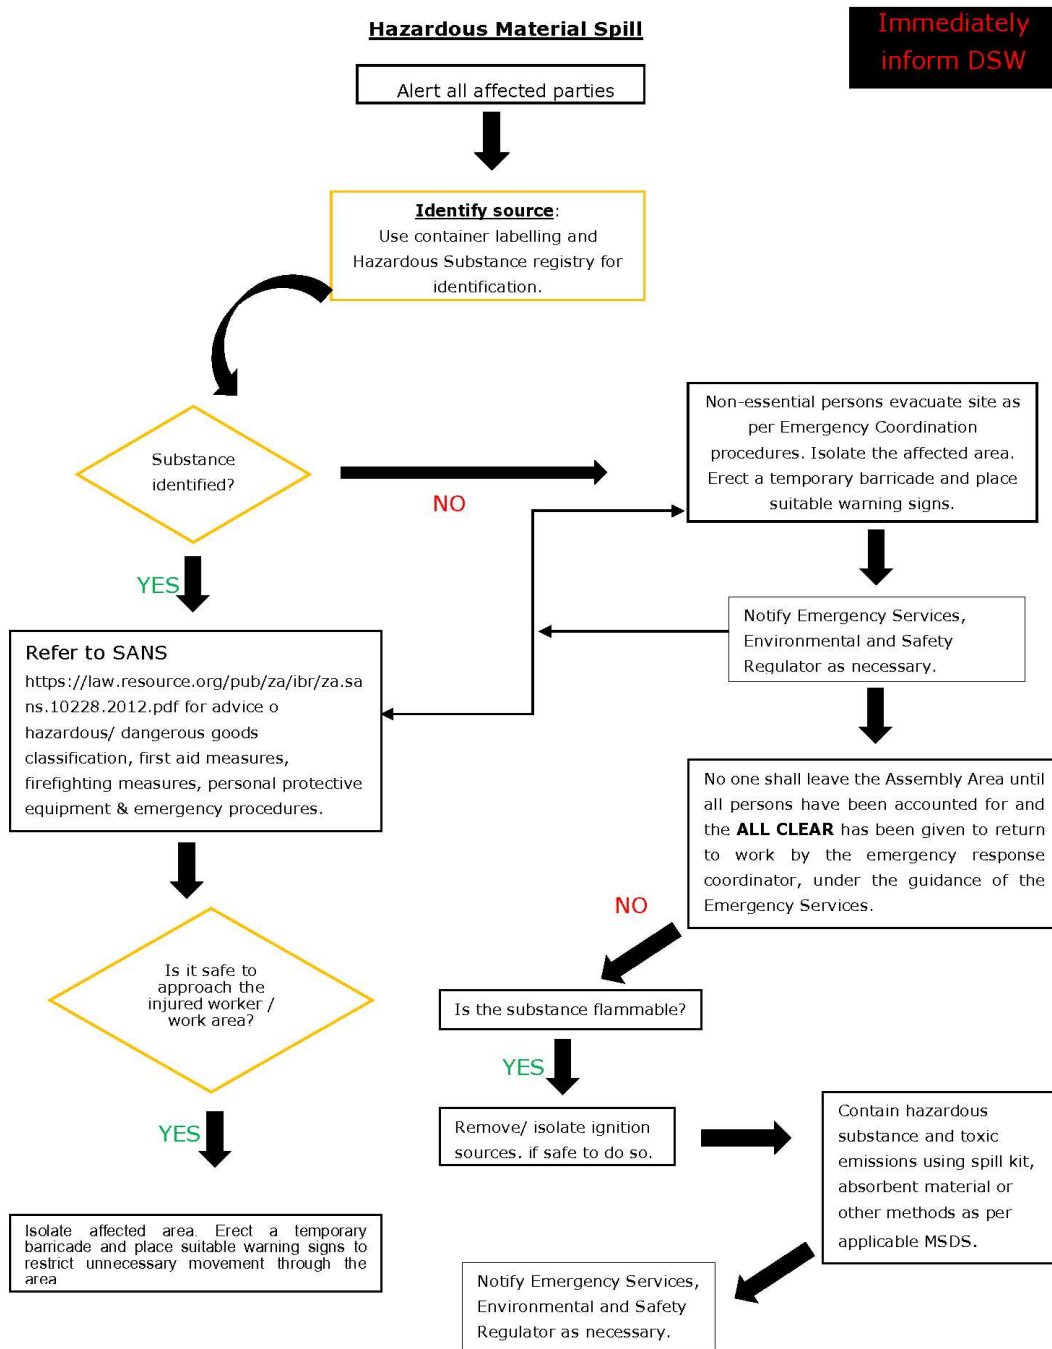 Hazardous Material Spill
Immediately
inform DSW
Alert all affected parties
Identify source:
Use container labelling and
Hazardous Substance registry for
identification.
Substance
identified?
NO
YES
Non-essential persons evacuate site as
per Emergency Coordination
procedures. Isolate the affected area.
Erect a temporary barricade and place
suitable warning signs.
Notify Emergency Services,
Environmental and Safety
Regulator as necessary.
Refer to SANS
https://law.resource.org/pub/za/ibr/za.sa
ns.10228.2012.pdf for advice o
hazardous/ dangerous goods
classification, first aid measures,
firefighting measures, personal protective
equipment & emergency procedures.
No one shall leave the Assembly Area until
all persons have been accounted for and
the ALL CLEAR has been given to return
to work by the emergency response
coordinator, under the guidance of the
Emergency Services.
NO
Is it safe to
approach the
injured worker /
work area?
YES
Is the substance flammable?
YES
Remove/ isolate ignition
sources. if safe to do so.
Contain hazardous
substance and toxic
emissions using spill kit,
absorbent material or
other methods as per
applicable MSDS.
Isolate affected area. Erect a temporary
barricade and place suitable warning signs to
restrict unnecessary movement through the
area
Notify Emergency Services,
Environmental and Safety
Regulator as necessary.